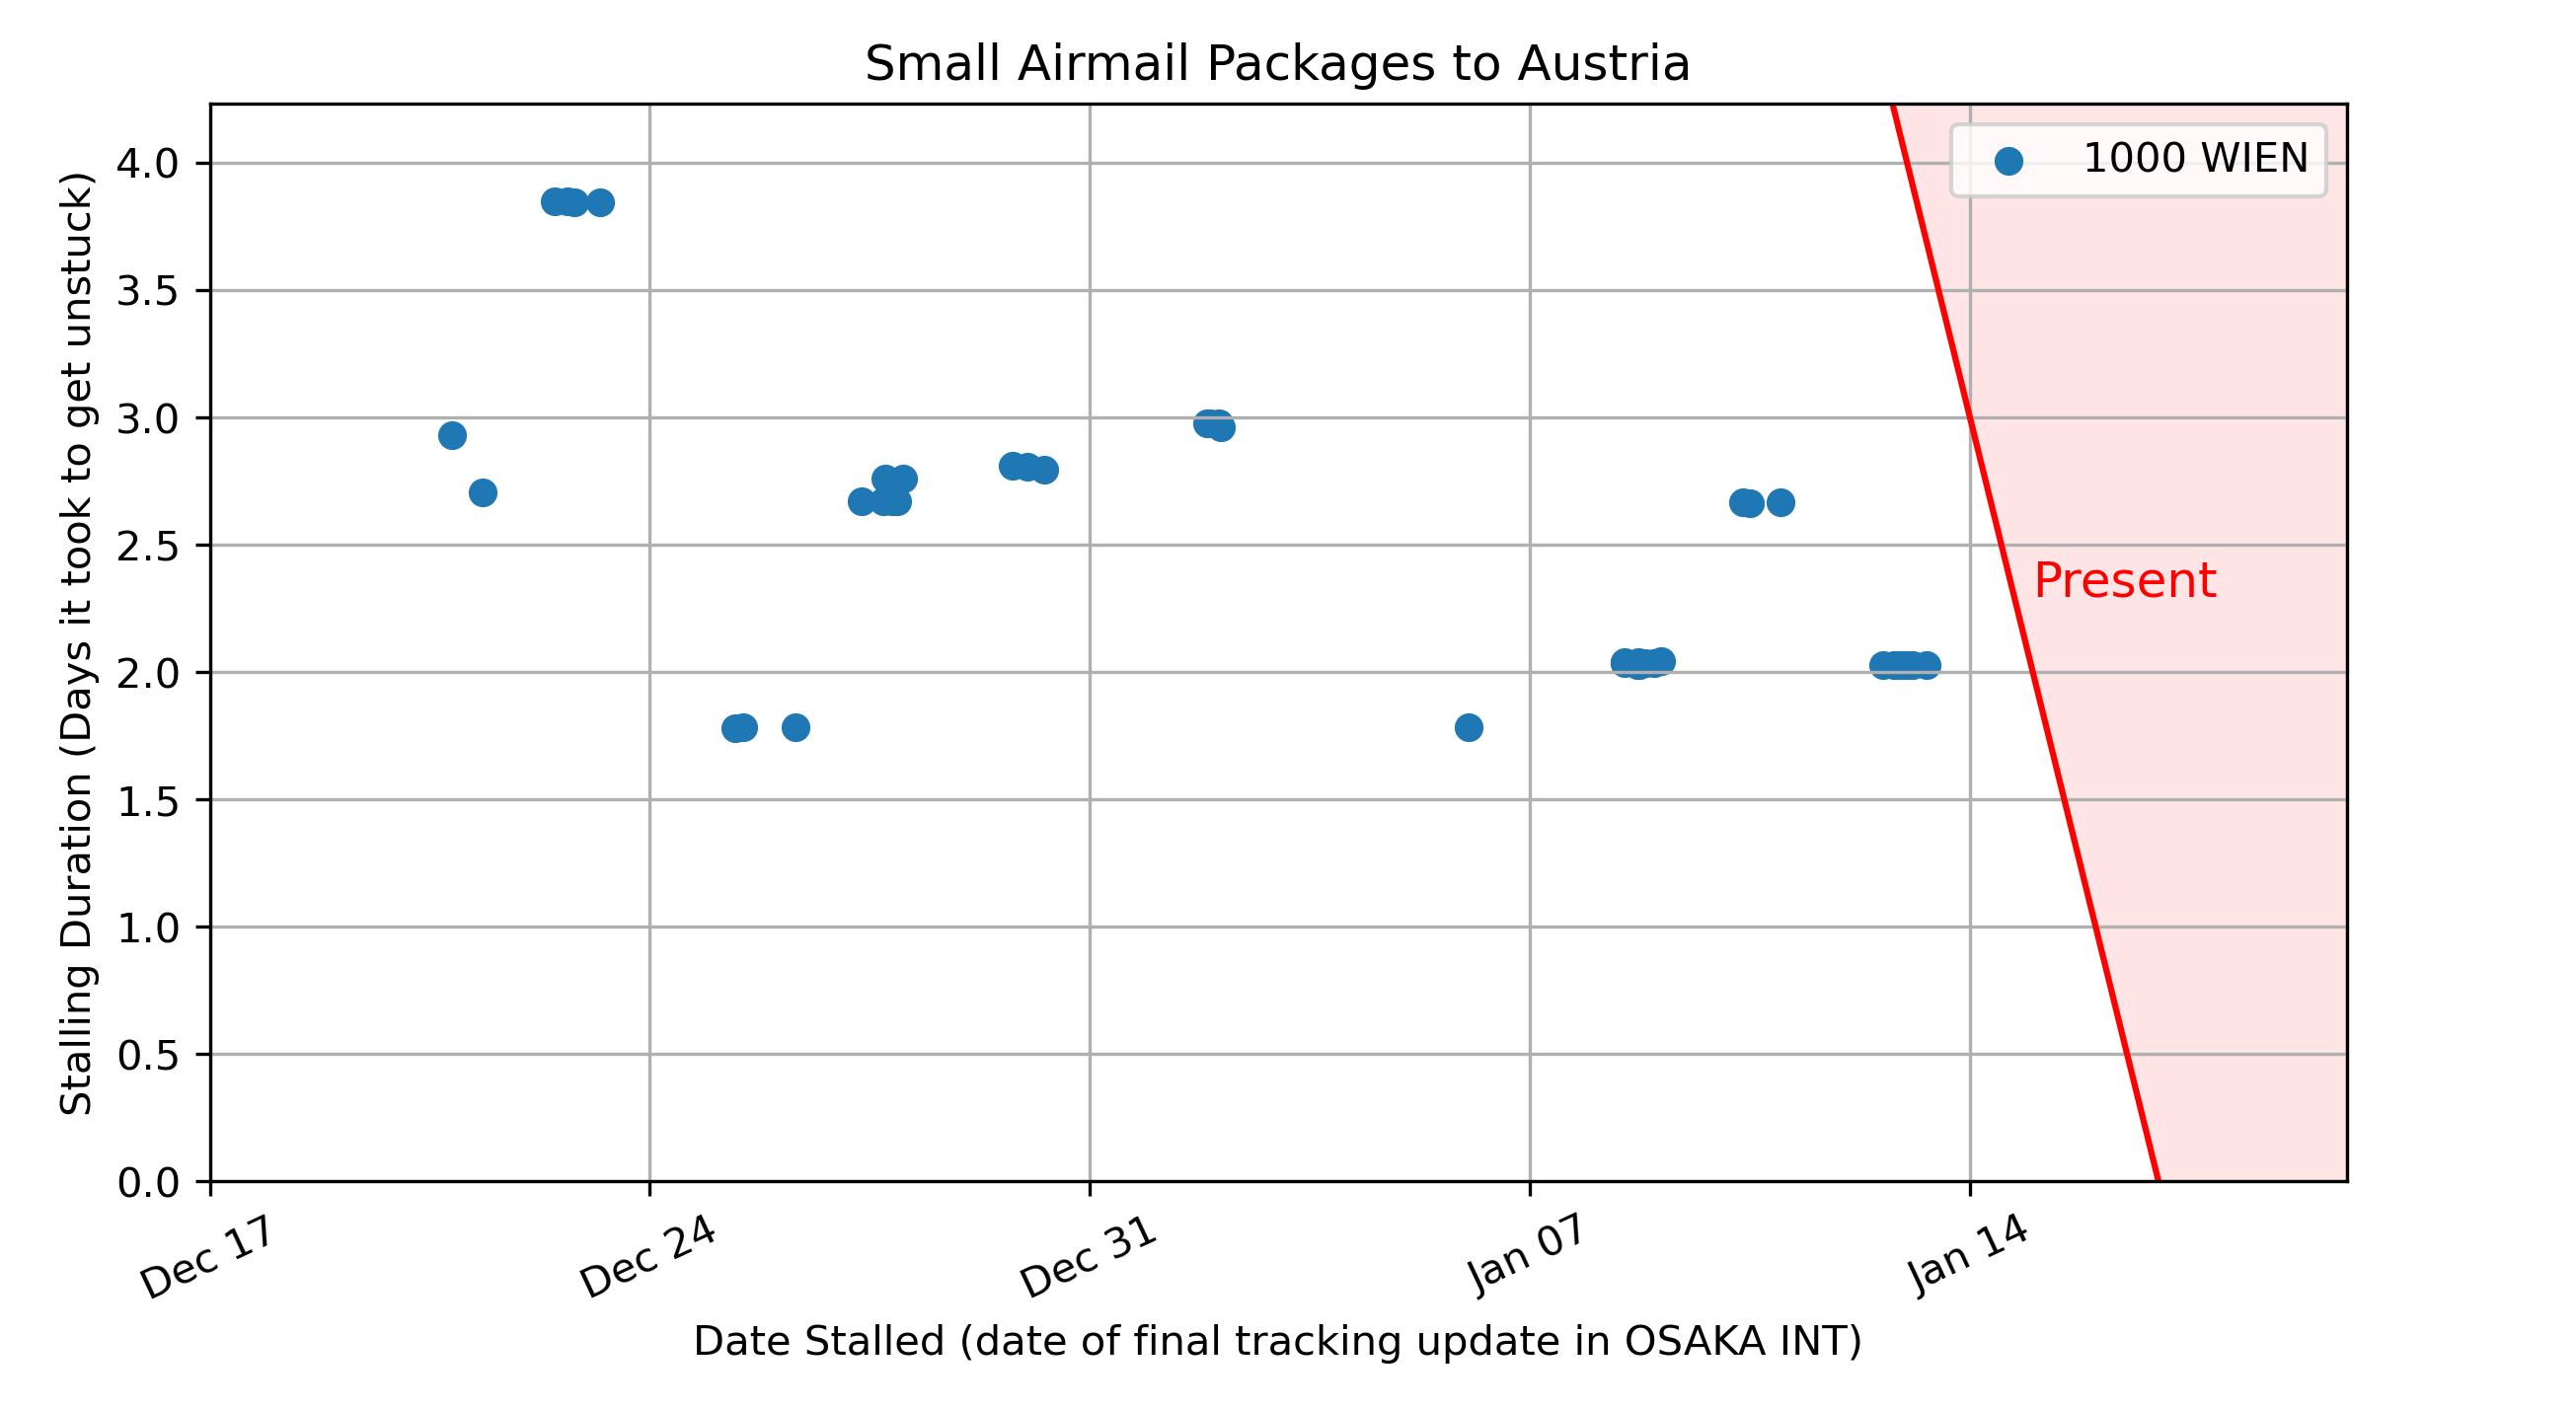 Small Airmail Packages to Austria
1000 WIEN
Present
Stalling Duration (Days it took to get unstuck)
4.0
3.5
3.0
2.5
2.0
1.5
1.0
0.5
0.0
Dec 17
Dec 24
Dec 31
Jan 07
Jan 14
Date Stalled (date of final tracking update in OSAKA INT)